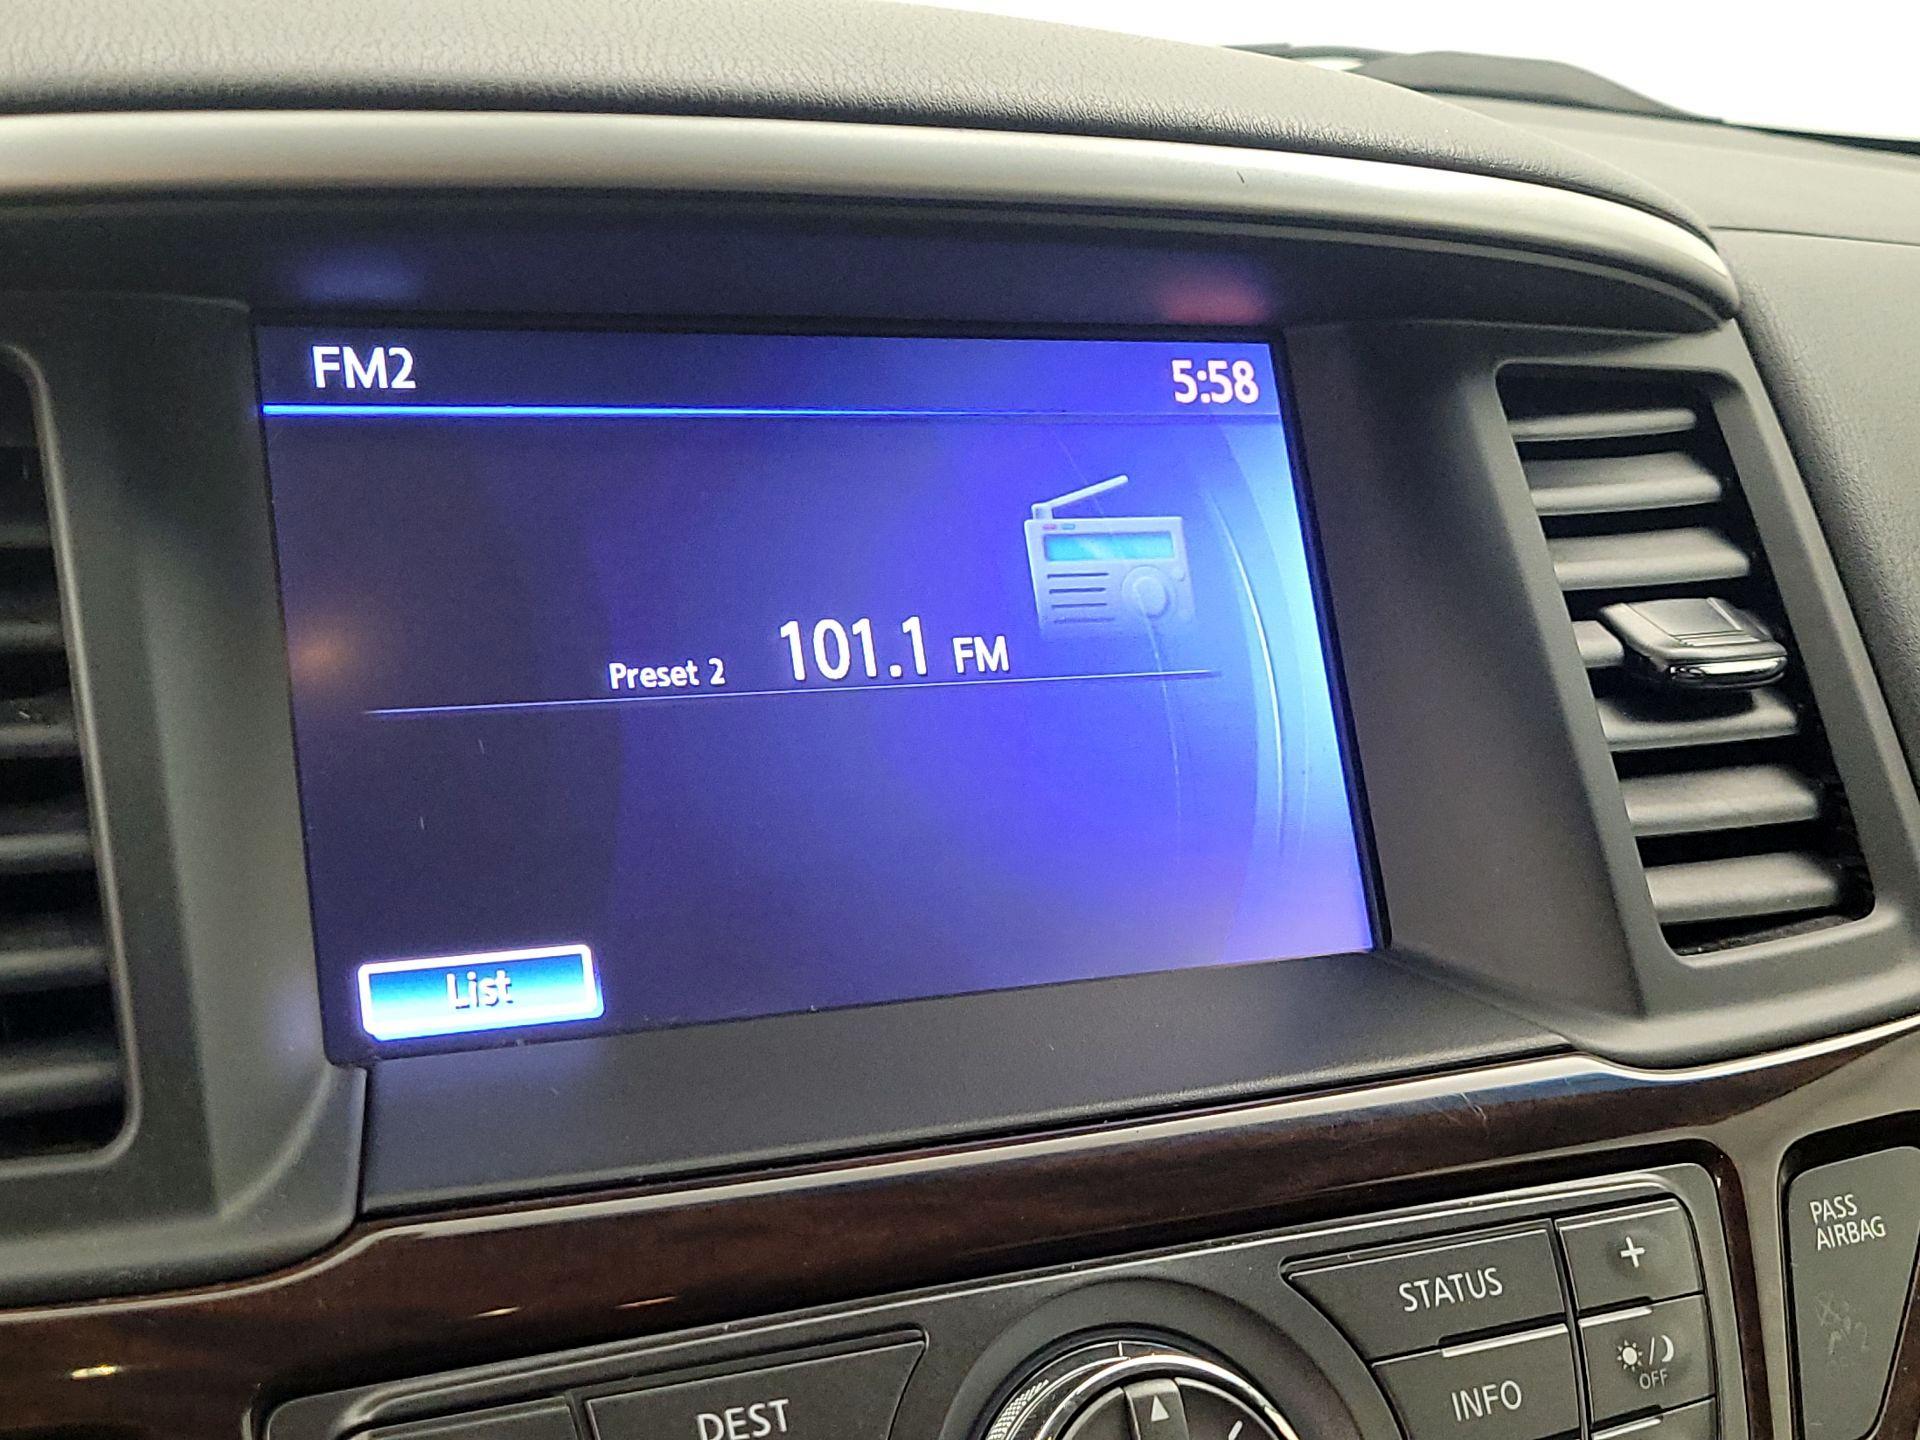 FM2
5:58
Preset 2 101.1 FM
List
STATUS
+
INFO
OFF
DEST
PASS
AIRBAG